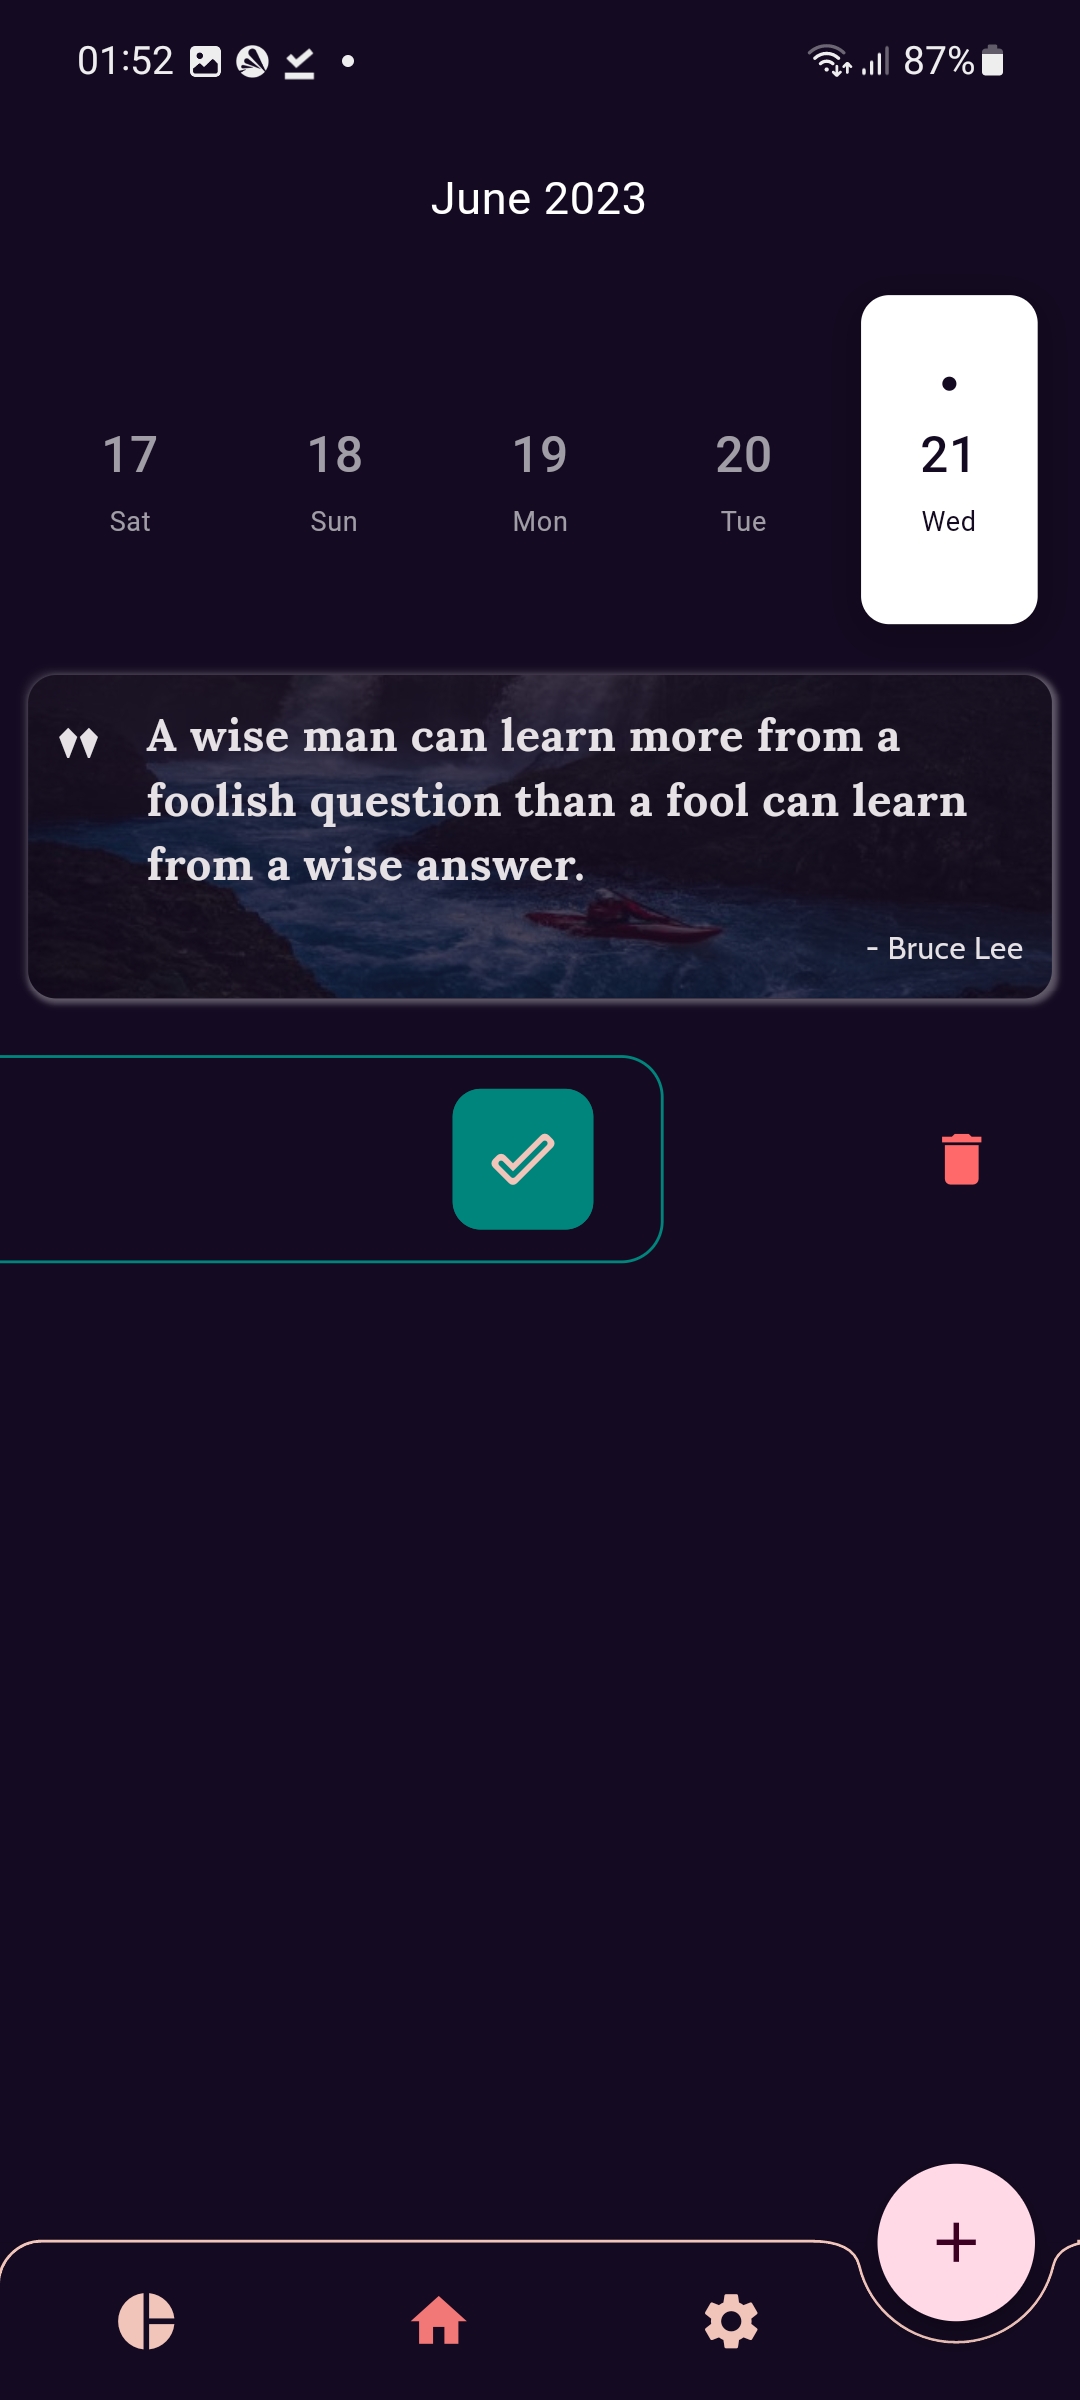 01:52 87%
June 2023
17 18 19 20 21
Sat Sun Mon Tue Wed
A wise man can learn more from a
foolish question than a fool can learn
from a wise answer.
- Bruce Lee